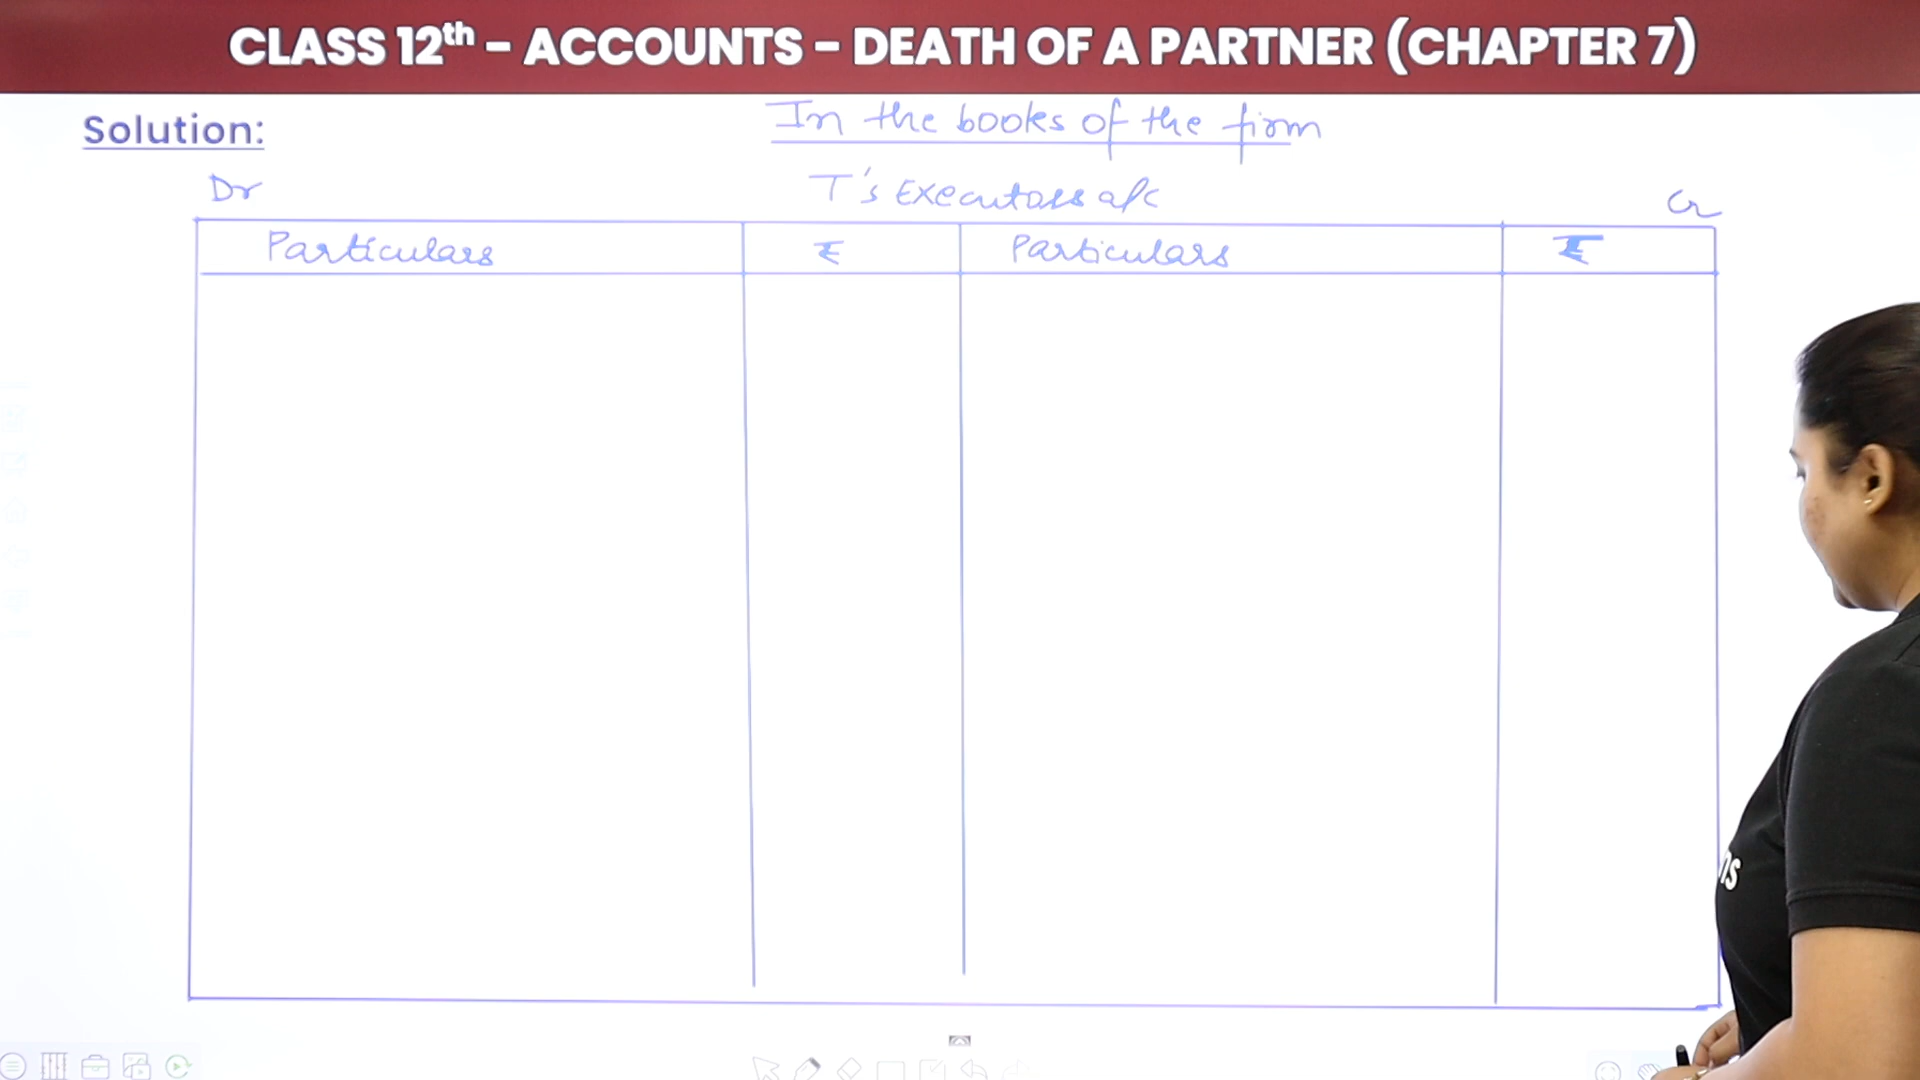 CLASS 12th – ACCOUNTS – DEATH OF A PARTNER (CHAPTER 7)
Solution:
In the books of the firm
Dr T's Executors a/c Cr
Particulars ₹ Particulars ₹
ns